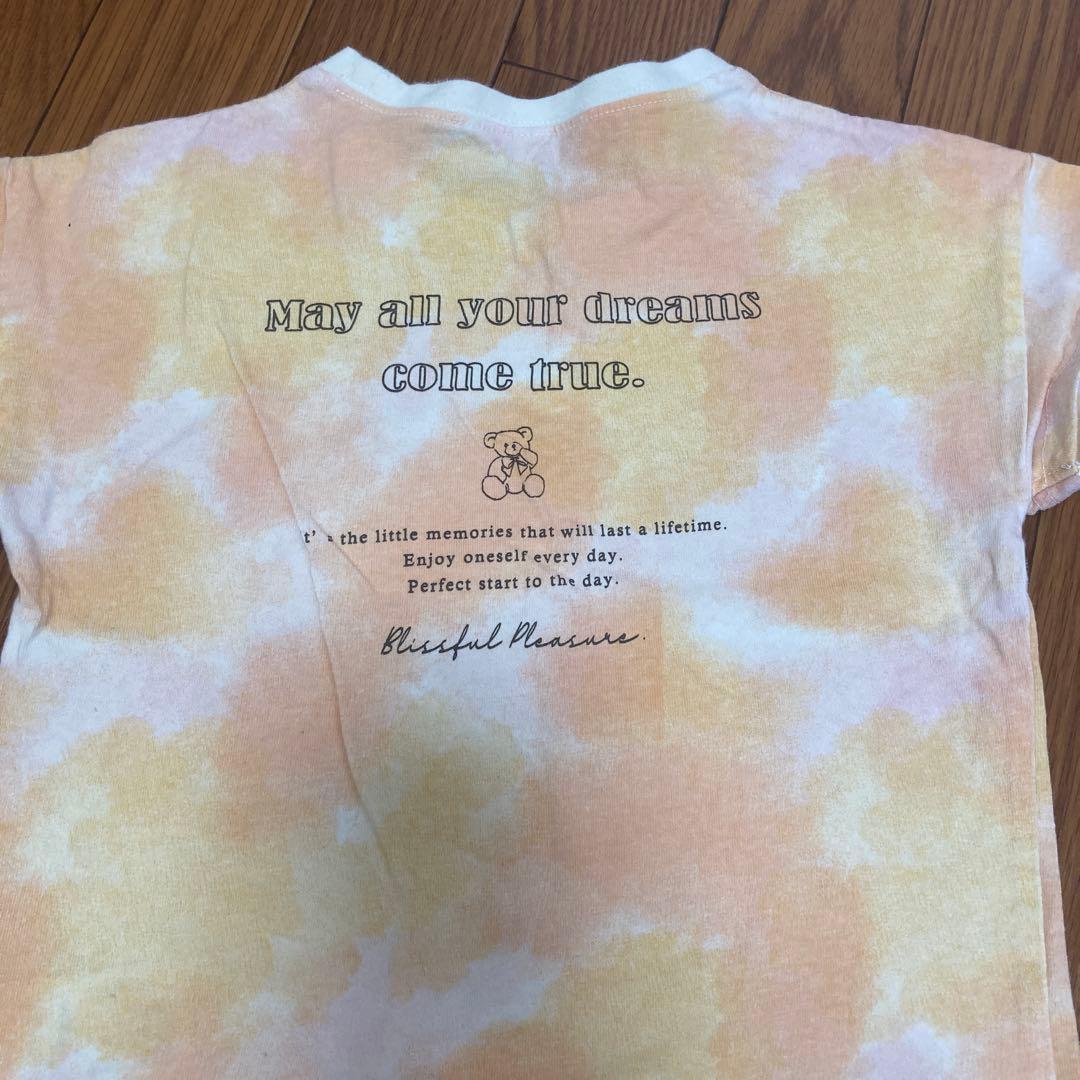 May all your dreams
come true.
t's the little memories that will last a lifetime.
Enjoy oneself every day.
Perfect start to the day.
Blissful Pleasure.